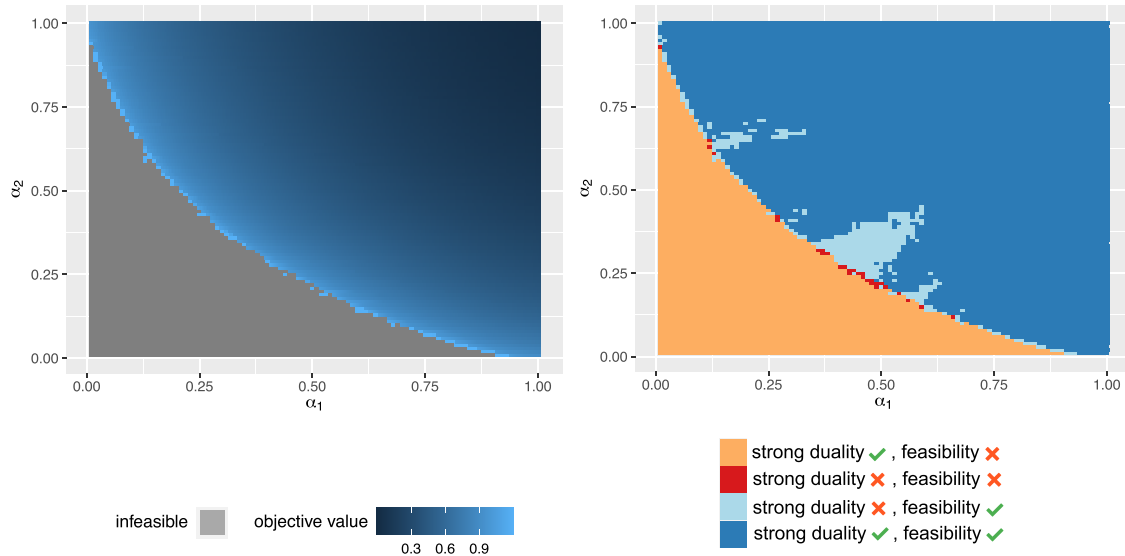 1.00
0.75
0.50
0.25
0.00
α2
0.00 0.25 0.50 0.75 1.00
α1
infeasible
objective value
0.3 0.6 0.9
1.00
0.75
0.50
0.25
0.00
α2
0.00 0.25 0.50 0.75 1.00
α1
strong duality ✓ , feasibility ✗
strong duality ✗ , feasibility ✗
strong duality ✗ , feasibility ✓
strong duality ✓ , feasibility ✓